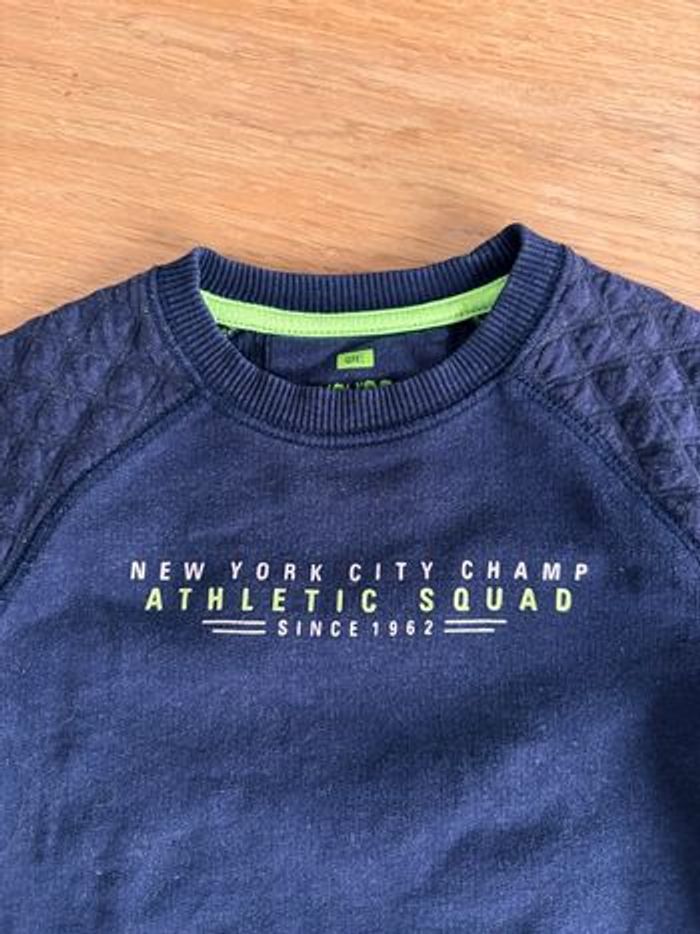 NEW YORK CITY CHAMP
ATHLETIC SQUAD
SINCE 1962